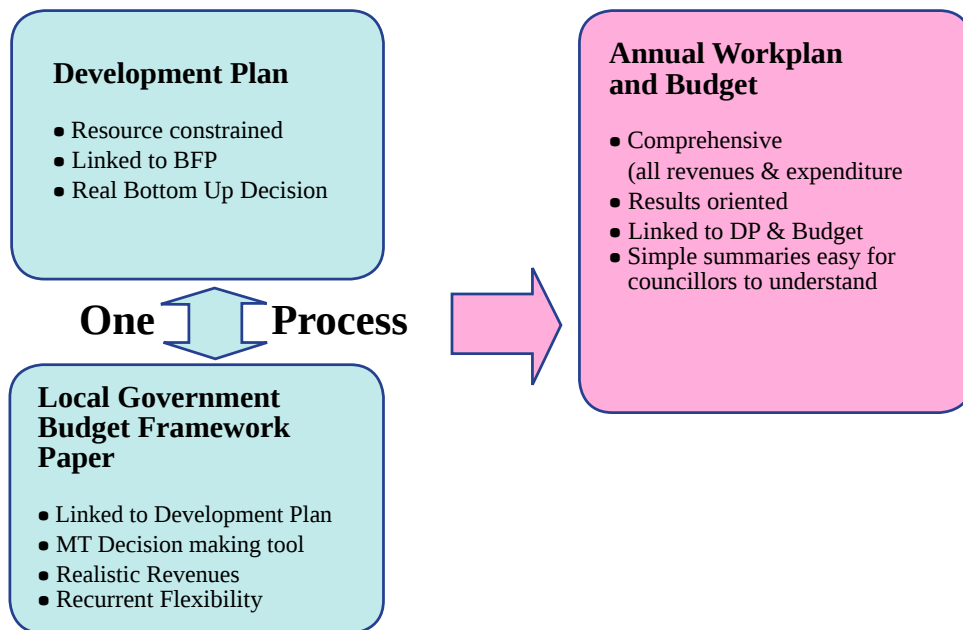 Development Plan
• Resource constrained
• Linked to BFP
• Real Bottom Up Decision
One Process
Local Government
Budget Framework
Paper
• Linked to Development Plan
• MT Decision making tool
• Realistic Revenues
• Recurrent Flexibility
Annual Workplan
and Budget
• Comprehensive
(all revenues & expenditure
• Results oriented
• Linked to DP & Budget
• Simple summaries easy for
councillors to understand